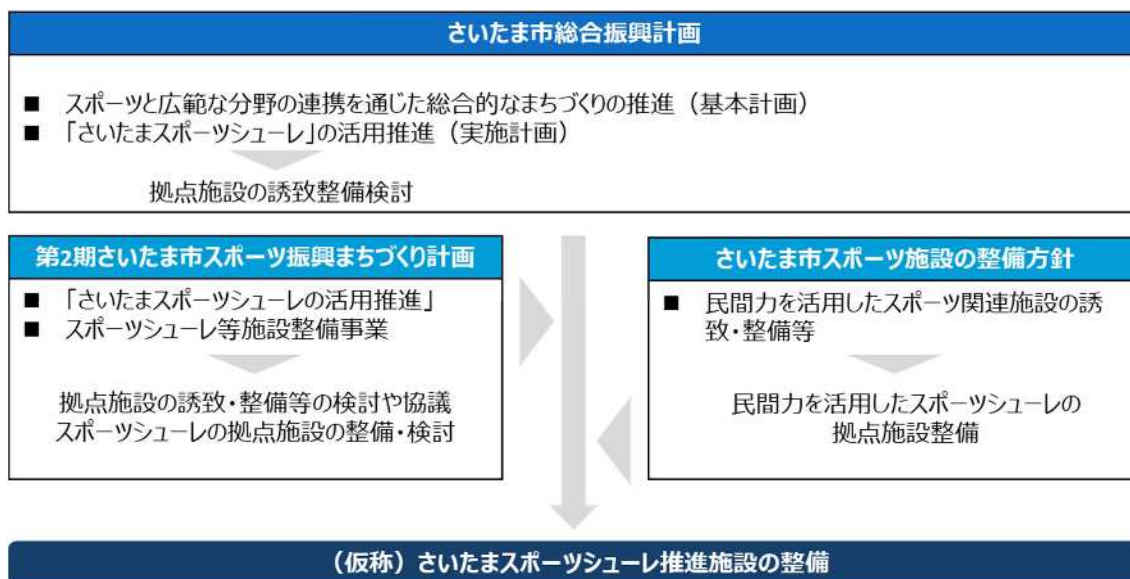 さいたま市総合振興計画
■ スポーツと広範な分野の連携を通じた総合的なまちづくりの推進（基本計画）
■ 「さいたまスポーツシューレ」の活用推進（実施計画）
拠点施設の誘致整備検討
第2期さいたま市スポーツ振興まちづくり計画
■ 「さいたまスポーツシューレの活用推進」
■ スポーツシューレ等施設整備事業
拠点施設の誘致・整備等の検討や協議
スポーツシューレの拠点施設の整備・検討
さいたま市スポーツ施設の整備方針
■ 民間力を活用したスポーツ関連施設の誘
致・整備等
民間力を活用したスポーツシューレの
拠点施設整備
（仮称）さいたまスポーツシューレ推進施設の整備